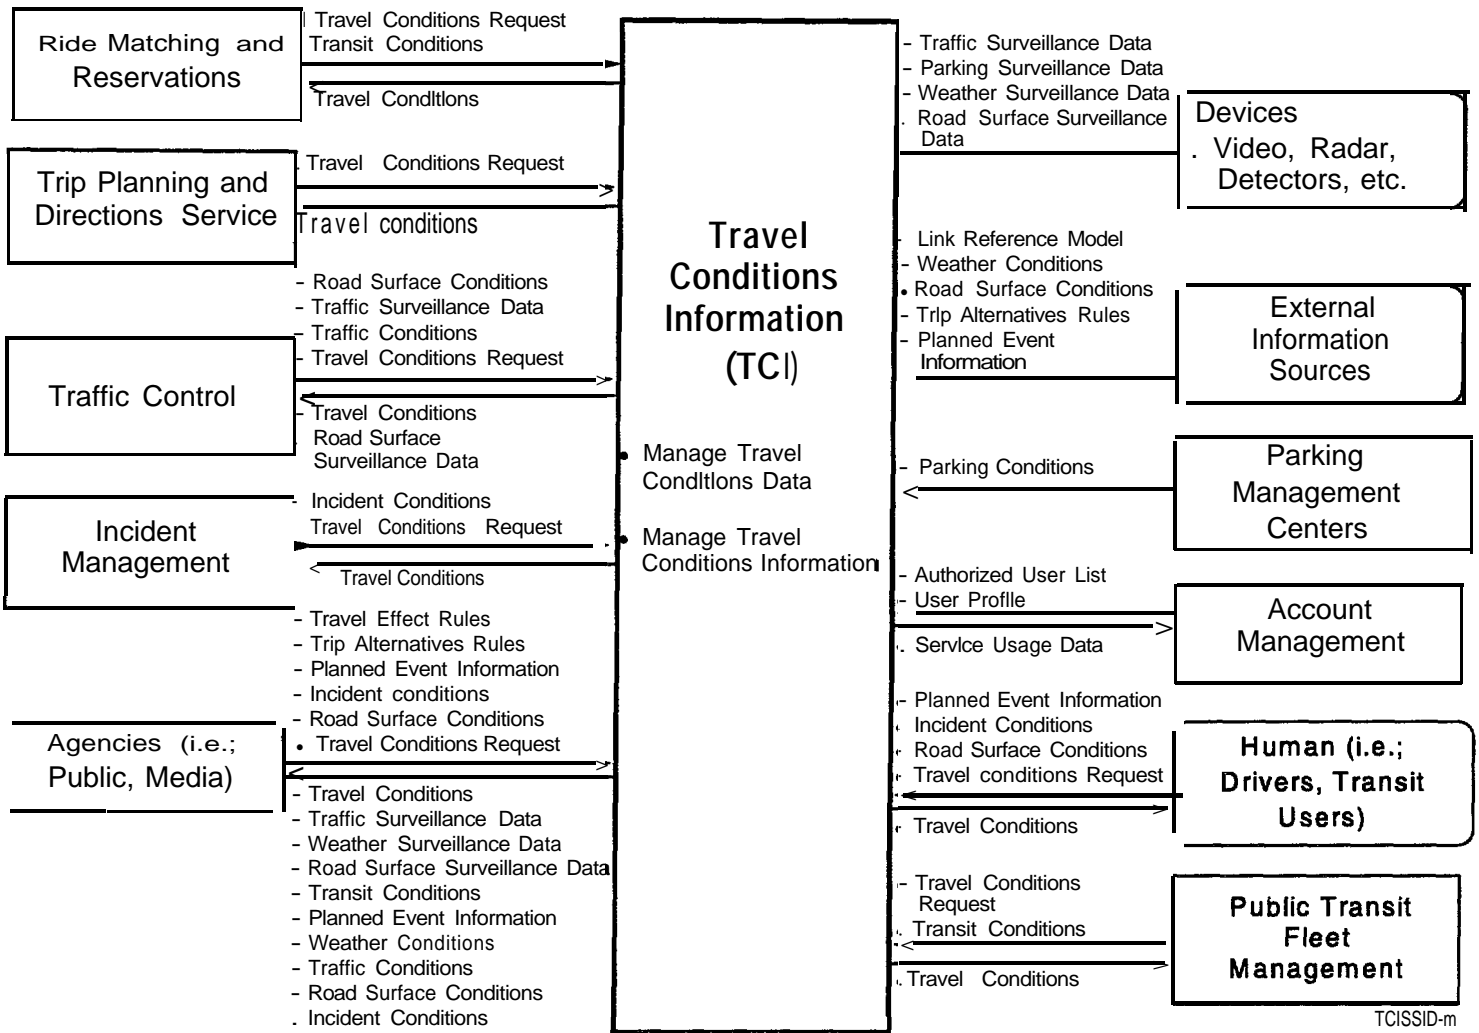 Ride Matching and
Reservations
Travel Conditions Request
Transit Conditions
Travel CondItIons
Trip Planning and
Directions Service
. Travel Conditions Request
Travel conditions
- Road Surface Conditions
- Traffic Surveillance Data
- Traffic Conditions
- Travel Conditions Request
Traffic Control
- Travel Conditions
Road Surface
Surveillance Data
- Incident Conditions
Travel Conditions Request
Incident
Management
Travel Conditions
- Travel Effect Rules
- Trip Alternatives Rules
- Planned Event Information
- Incident conditions
- Road Surface Conditions
• Travel Conditions Request
Agencies (i.e.;
Public, Media)
- Travel Conditions
- Traffic Surveillance Data
- Weather Surveillance Data
- Road Surface Surveillance Data
- Transit Conditions
- Planned Event Information
- Weather Conditions
- Traffic Conditions
- Road Surface Conditions
. Incident Conditions
Travel
Conditions
Information
(TCI)
• Manage Travel
CondItIons Data
• Manage Travel
Conditions Information
- Traffic Surveillance Data
- Parking Surveillance Data
- Weather Surveillance Data
. Road Surface Surveillance
Data
Devices
. Video, Radar,
Detectors, etc.
- Link Reference Model
- Weather Conditions
• Road Surface Conditions
- TrIp Alternatives Rules
- Planned Event
Information
External
Information
Sources
- Parking Conditions
Parking
Management
Centers
- Authorized User List
- User ProfIle
. ServIce Usage Data
Account
Management
- Planned Event Information
Incident Conditions
- Road Surface Conditions
- Travel conditions Request
- Travel Conditions
Human (i.e.;
Drivers, Transit
Users)
- Travel Conditions
Request
. Transit Conditions
. Travel Conditions
Public Transit
Fleet
Management
TCISSID-m